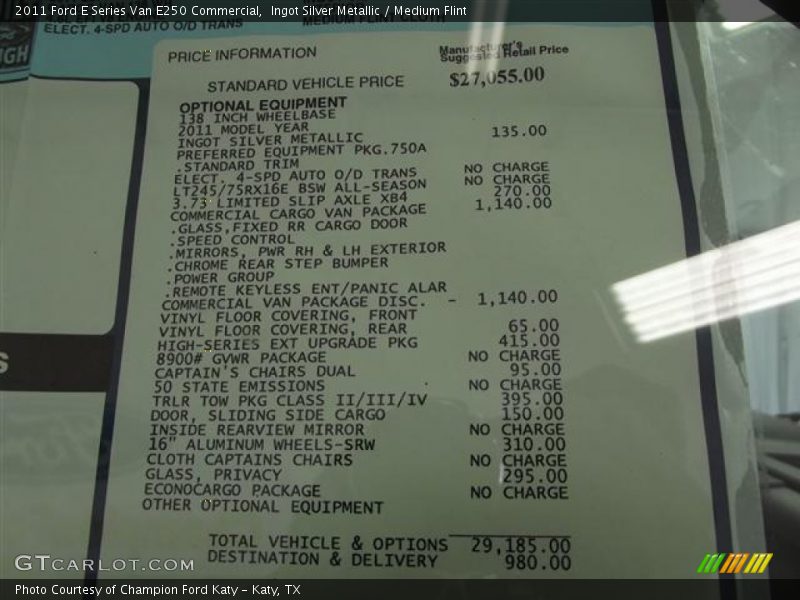 2011 Ford E Series Van E250 Commercial, Ingot Silver Metallic / Medium Flint
ELECT. 4-SPD AUTO O/D TRANS
MEDIUM FLINT CLOTH
PRICE INFORMATION
Manufacturer's
Suggested Retail Price
STANDARD VEHICLE PRICE $27,055.00
OPTIONAL EQUIPMENT
138 INCH WHEELBASE
2011 MODEL YEAR
INGOT SILVER METALLIC 135.00
PREFERRED EQUIPMENT PKG.750A
.STANDARD TRIM
ELECT. 4-SPD AUTO O/D TRANS NO CHARGE
LT245/75RX16E BSW ALL-SEASON NO CHARGE
3.73 LIMITED SLIP AXLE XB4 270.00
COMMERCIAL CARGO VAN PACKAGE 1,140.00
.GLASS,FIXED RR CARGO DOOR
.SPEED CONTROL
.MIRRORS, PWR RH & LH EXTERIOR
.CHROME REAR STEP BUMPER
.POWER GROUP
.REMOTE KEYLESS ENT/PANIC ALAR
COMMERCIAL VAN PACKAGE DISC. - 1,140.00
VINYL FLOOR COVERING, FRONT
VINYL FLOOR COVERING, REAR 65.00
HIGH-SERIES EXT UPGRADE PKG 415.00
8900# GVWR PACKAGE NO CHARGE
CAPTAIN'S CHAIRS DUAL 95.00
50 STATE EMISSIONS NO CHARGE
TRLR TOW PKG CLASS II/III/IV 395.00
DOOR, SLIDING SIDE CARGO 150.00
INSIDE REARVIEW MIRROR NO CHARGE
16" ALUMINUM WHEELS-SRW 310.00
CLOTH CAPTAINS CHAIRS NO CHARGE
GLASS, PRIVACY 295.00
ECONOCARGO PACKAGE NO CHARGE
OTHER OPTIONAL EQUIPMENT
TOTAL VEHICLE & OPTIONS 29,185.00
DESTINATION & DELIVERY 980.00
GTCARLOT.COM
Photo Courtesy of Champion Ford Katy - Katy, TX